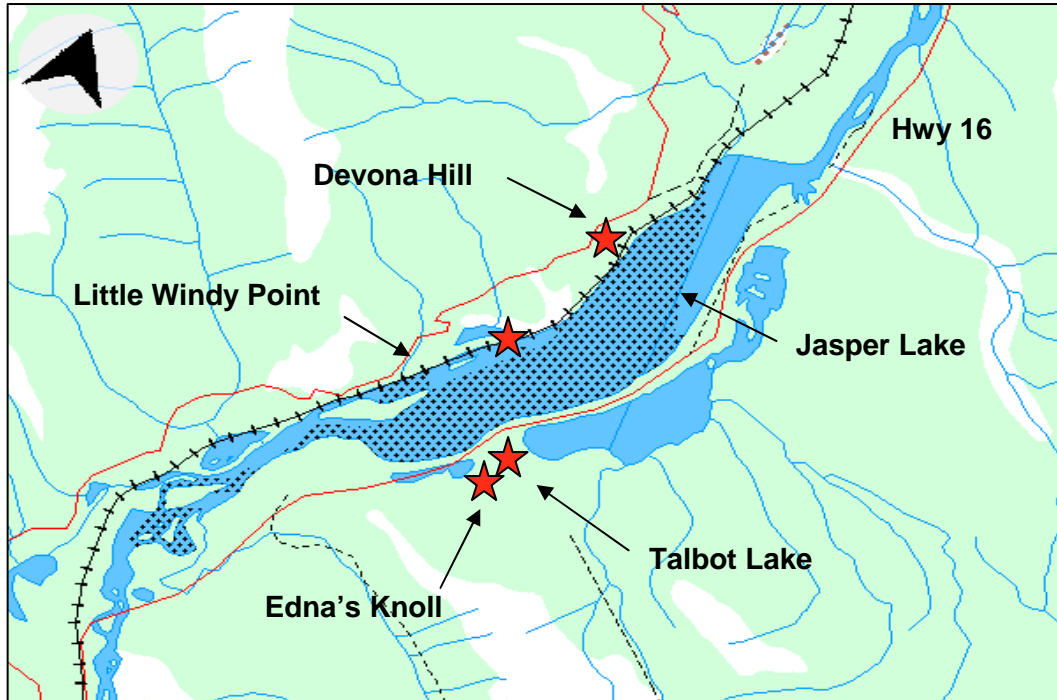 Hwy 16
Devona Hill
Little Windy Point
Jasper Lake
Talbot Lake
Edna’s Knoll